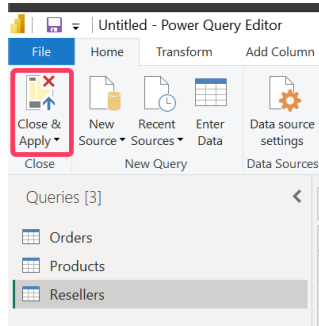 Untitled - Power Query Editor
File Home Transform Add Column
Close &
Apply
New
Source
Recent
Sources
Enter
Data
Data source
settings
Close New Query Data Sources
Queries [3]
Orders
Products
Resellers